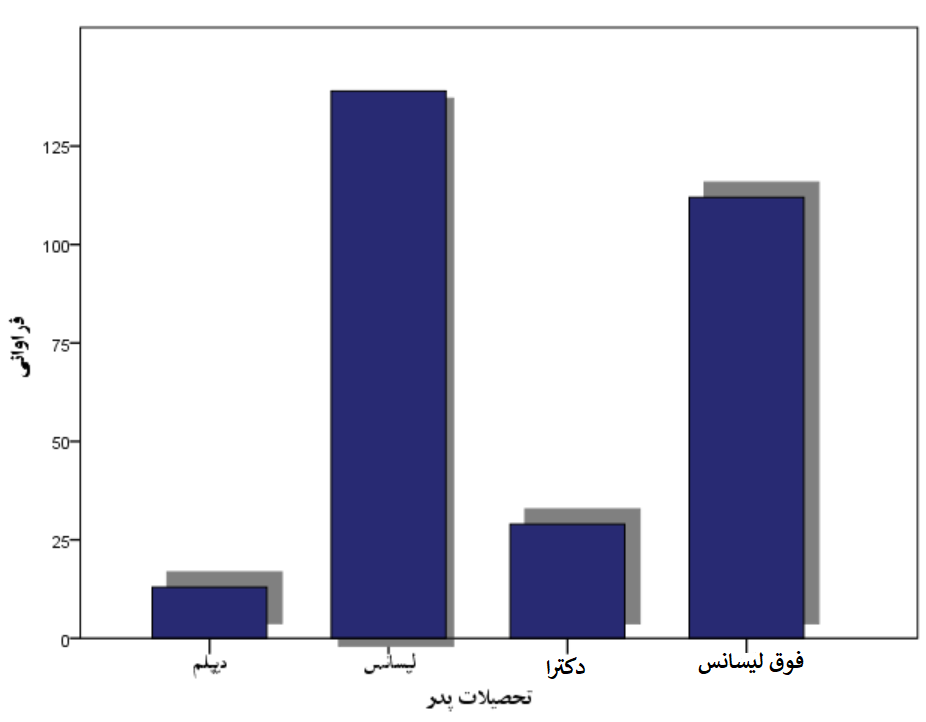 125
100
75
50
25
0
فراوانی
دیپلم
لیسانس
دکترا
فوق لیسانس
تحصیلات پدر